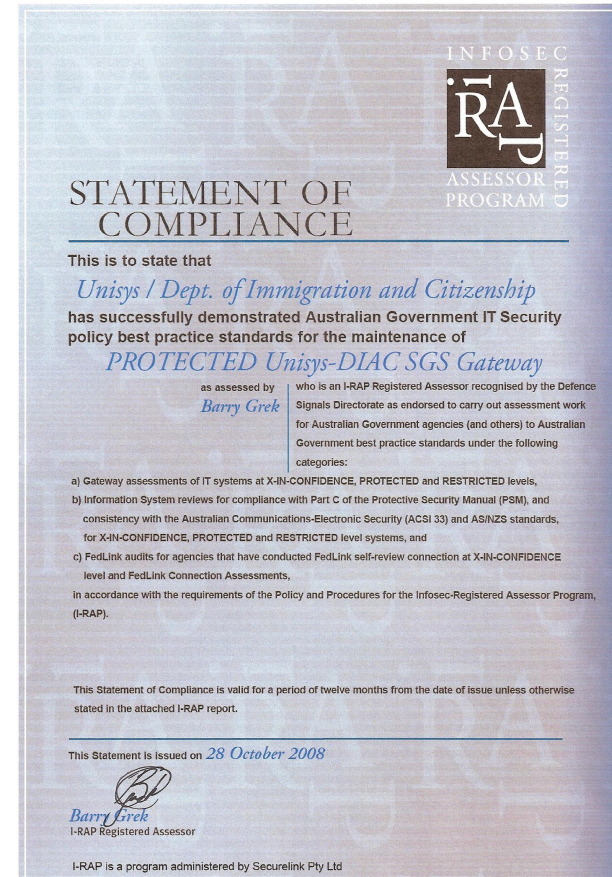 INFOSEC
REGISTERED
iRAP
ASSESSOR
PROGRAM
STATEMENT OF
COMPLIANCE
This is to state that
Unisys / Dept. of Immigration and Citizenship
has successfully demonstrated Australian Government IT Security
policy best practice standards for the maintenance of
PROTECTED Unisys-DIAC SGS Gateway
as assessed by
Barry Grek
who is an I-RAP Registered Assessor recognised by the Defence
Signals Directorate as endorsed to carry out assessment work
for Australian Government agencies (and others) to Australian
Government best practice standards under the following
categories:
a) Gateway assessments of IT systems at X-IN-CONFIDENCE, PROTECTED and RESTRICTED levels,
b) Information System reviews for compliance with Part C of the Protective Security Manual (PSM), and
consistency with the Australian Communications-Electronic Security (ACSI 33) and AS/NZS standards,
for X-IN-CONFIDENCE, PROTECTED and RESTRICTED level systems, and
c) FedLink audits for agencies that have conducted FedLink self-review connection at X-IN-CONFIDENCE
level and FedLink Connection Assessments,
in accordance with the requirements of the Policy and Procedures for the Infosec-Registered Assessor Program,
(I-RAP).
This Statement of Compliance is valid for a period of twelve months from the date of issue unless otherwise
stated in the attached I-RAP report.
This Statement is issued on 28 October 2008
Barry Grek
I-RAP Registered Assessor
I-RAP is a program administered by Securelink Pty Ltd